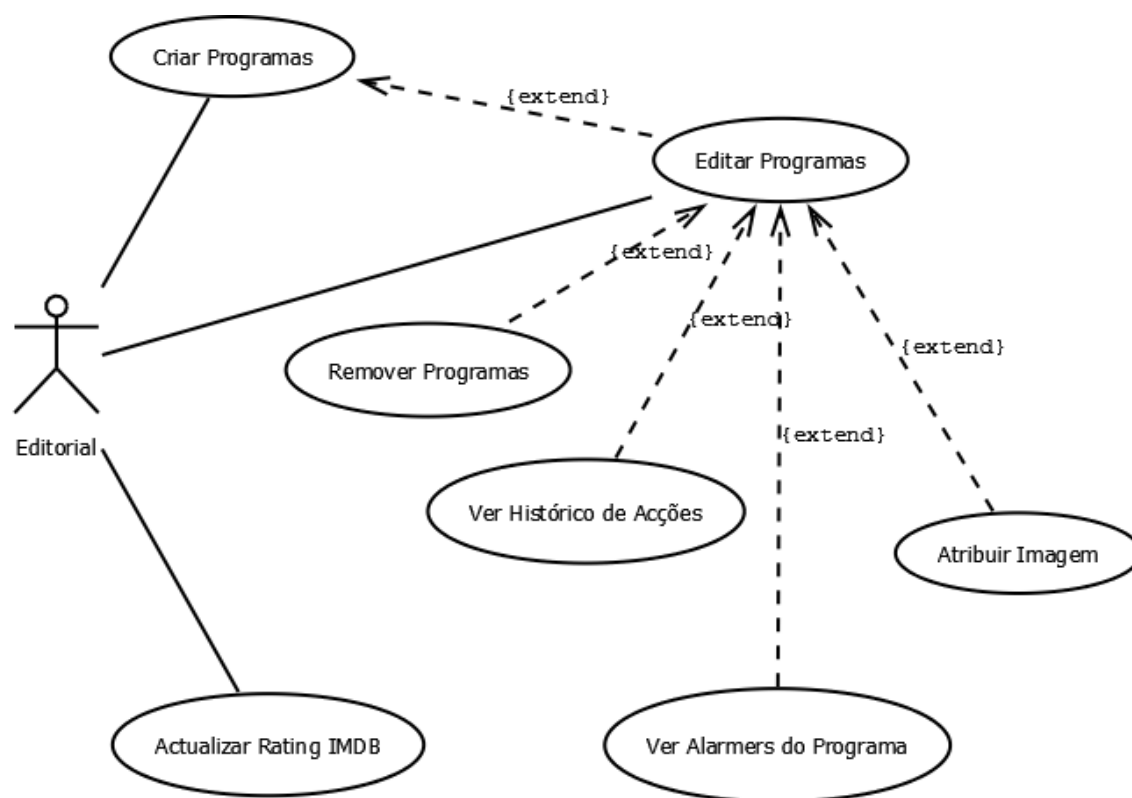 Criar Programas
{extend}
Editar Programas
{extend}
{extend}
{extend}
Remover Programas
{extend}
Editorial
Ver Histórico de Acções
Atribuir Imagem
Actualizar Rating IMDB
Ver Alarmers do Programa